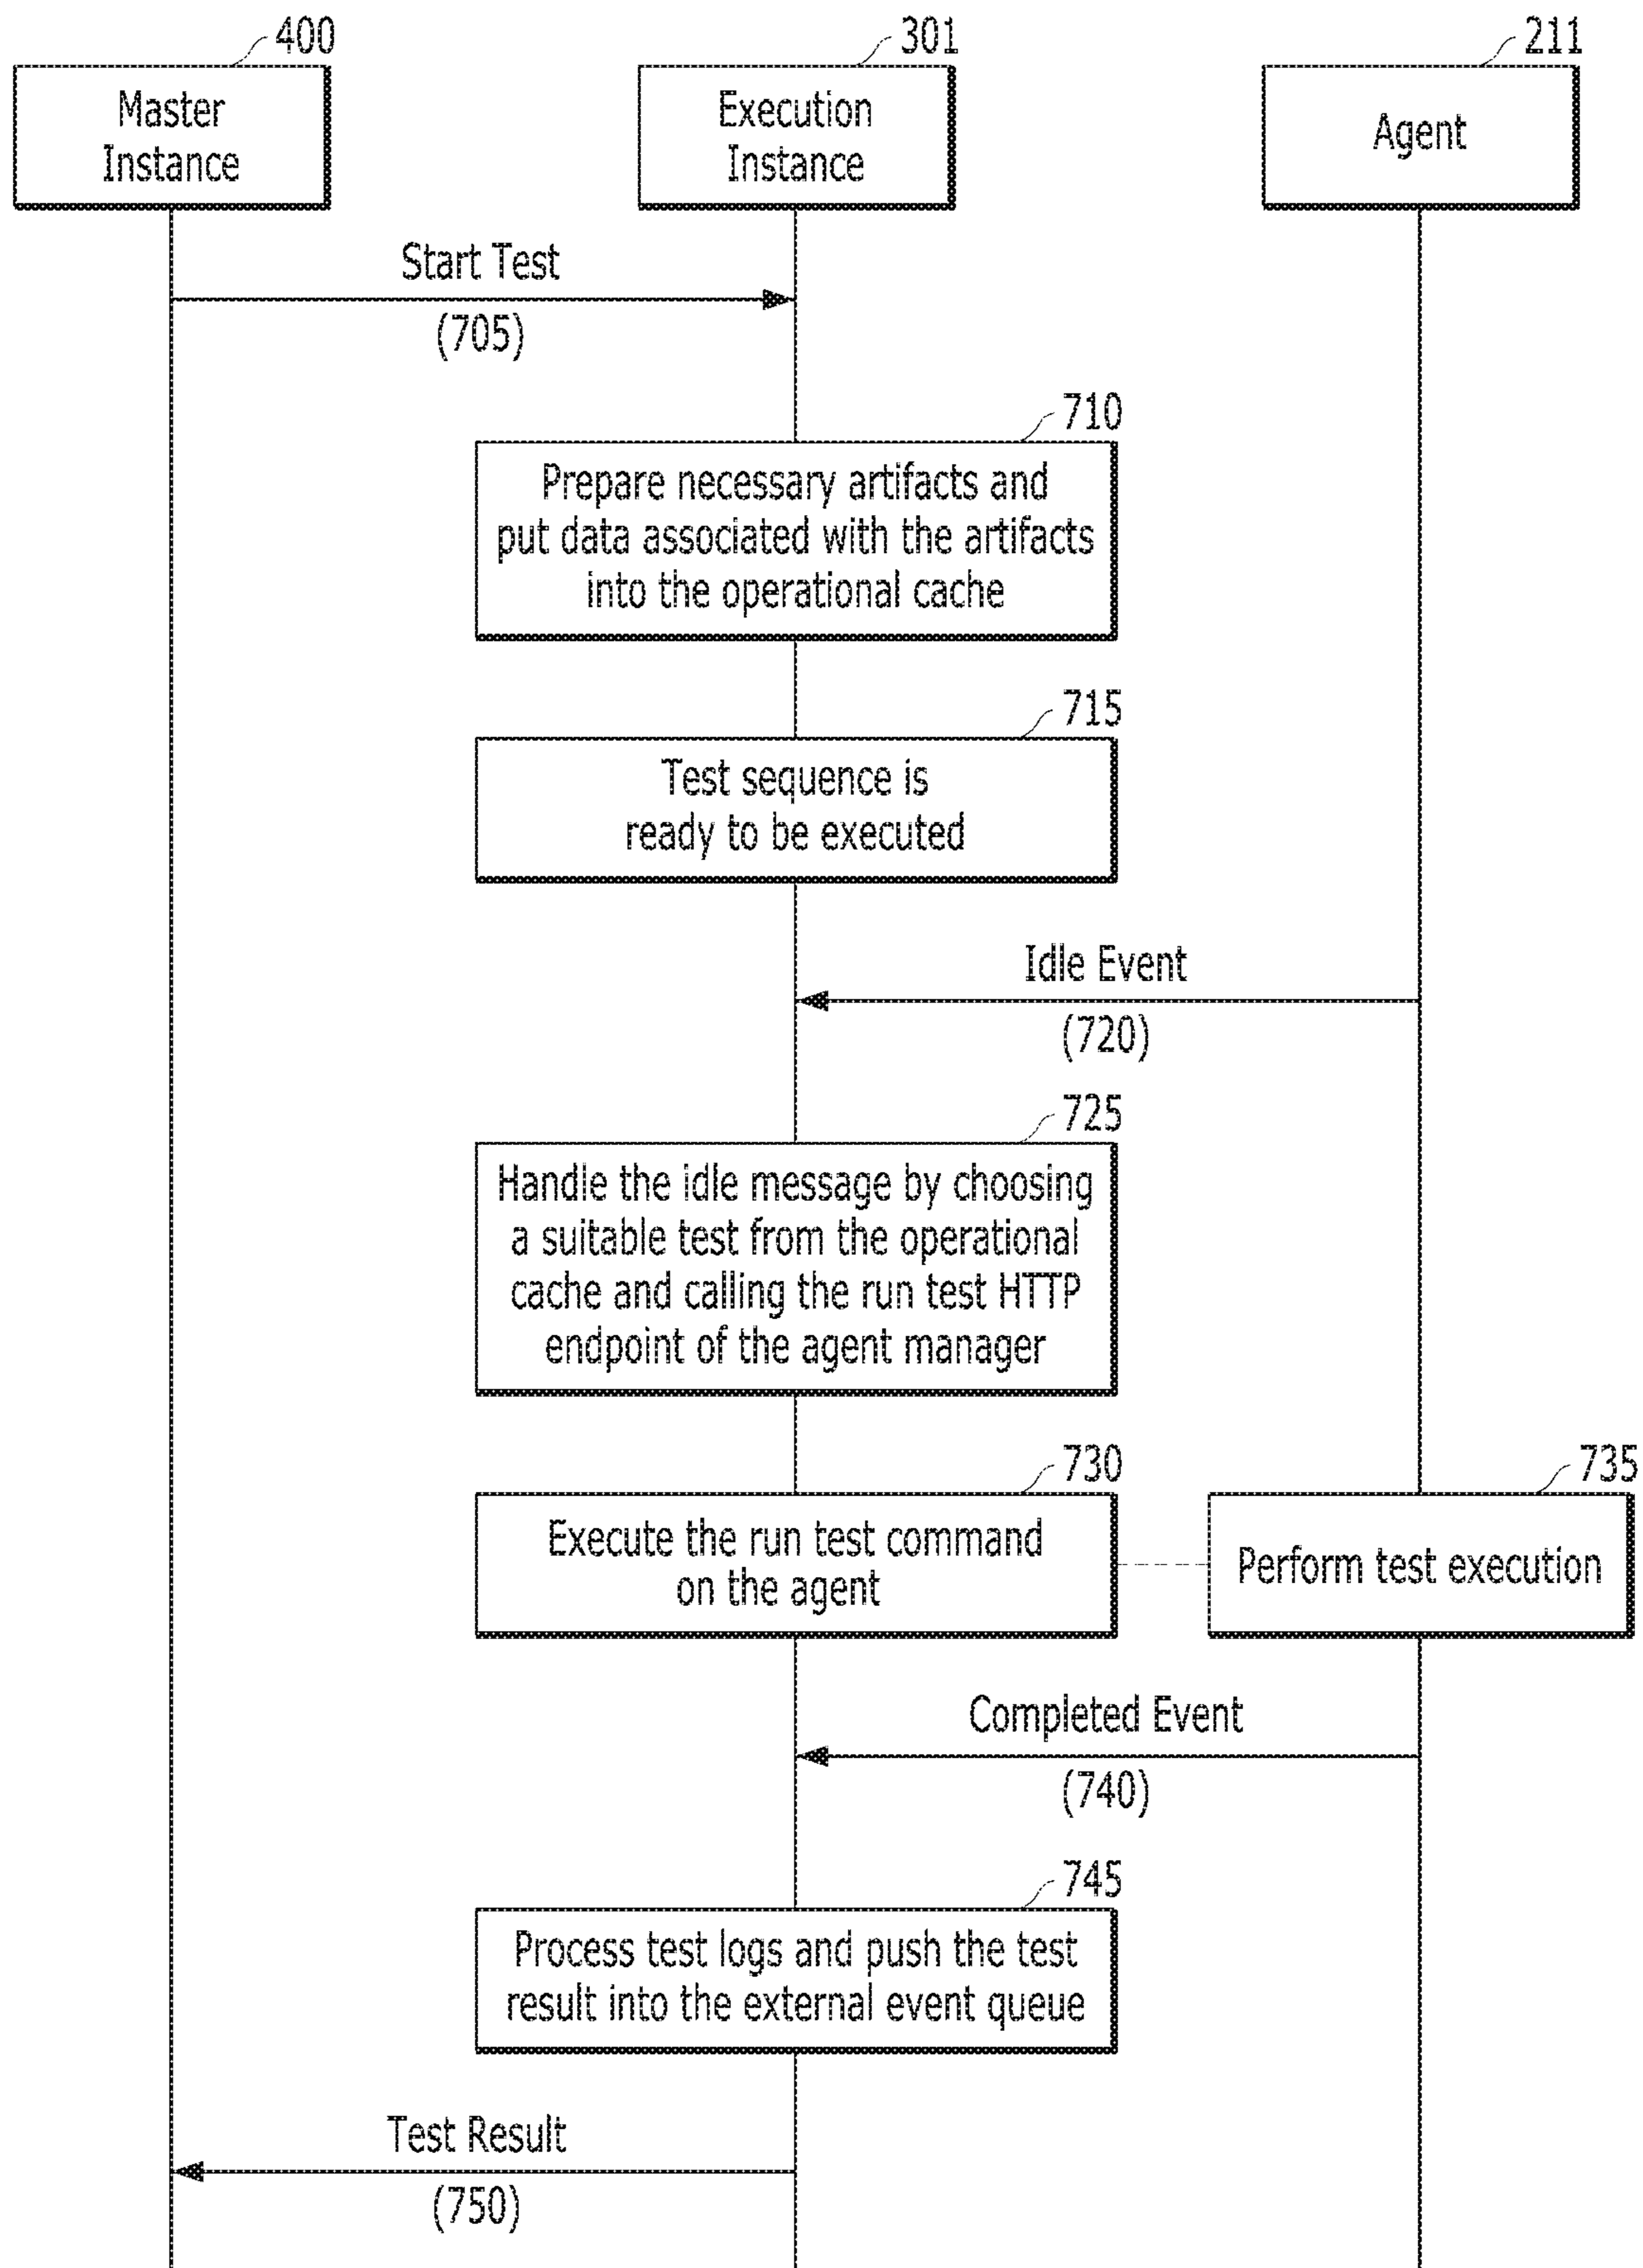 400
301
211
Master
Instance
Execution
Instance
Agent
Start Test
(705)
710
Prepare necessary artifacts and
put data associated with the artifacts
into the operational cache
715
Test sequence is
ready to be executed
Idle Event
(720)
725
Handle the idle message by choosing
a suitable test from the operational
cache and calling the run test HTTP
endpoint of the agent manager
730
735
Execute the run test command
on the agent
Perform test execution
Completed Event
(740)
745
Process test logs and push the test
result into the external event queue
Test Result
(750)